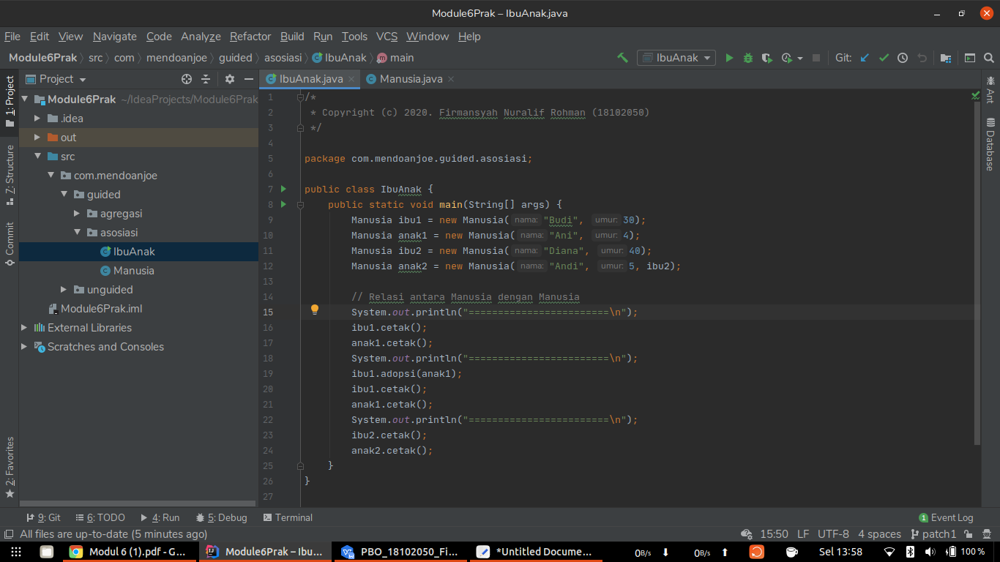 Module6Prak – IbuAnak.java
File Edit View Navigate Code Analyze Refactor Build Run Tools VCS Window Help
Module6Prak src com mendoanjoe guided asosiasi IbuAnak main IbuAnak Git:
Project IbuAnak.java Manusia.java
1: Project
Z: Structure
Commit
2: Favorites
Module6Prak ~/IdeaProjects/Module6Prak
.idea
out
src
com.mendoanjoe
guided
agregasi
asosiasi
IbuAnak
Manusia
unguided
Module6Prak.iml
External Libraries
Scratches and Consoles
1 /*
2 * Copyright (c) 2020. Firmansyah Nuralif Rohman (18102050)
3 */
4
5 package com.mendoanjoe.guided.asosiasi;
6
7 public class IbuAnak {
8 public static void main(String[] args) {
9 Manusia ibu1 = new Manusia( nama: "Budi", umur: 30);
10 Manusia anak1 = new Manusia( nama: "Ani", umur: 4);
11 Manusia ibu2 = new Manusia( nama: "Diana", umur: 40);
12 Manusia anak2 = new Manusia( nama: "Andi", umur: 5, ibu2);
13
14 // Relasi antara Manusia dengan Manusia
15 System.out.println("========================\n");
16 ibu1.cetak();
17 anak1.cetak();
18 System.out.println("========================\n");
19 ibu1.adopsi(anak1);
20 ibu1.cetak();
21 anak1.cetak();
22 System.out.println("========================\n");
23 ibu2.cetak();
24 anak2.cetak();
25 }
26 }
27
Ant
Database
9: Git 6: TODO 4: Run 5: Debug Terminal 1 Event Log
All files are up-to-date (5 minutes ago) 15:50 LF UTF-8 4 spaces patch1
Modul 6 (1).pdf - G... Module6Prak – Ibu... PBO_18102050_Fi... *Untitled Docume... 0B/s 0B/s Sel 13:58 100 %